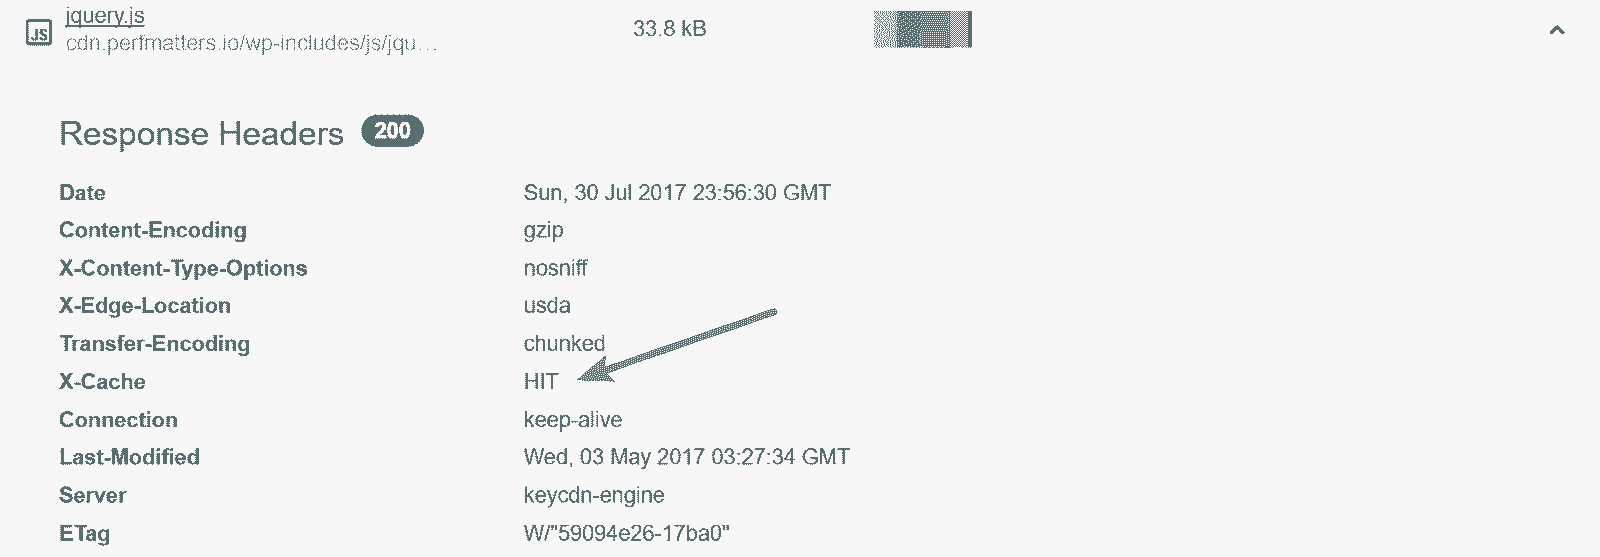 jquery.js
33.8 kB
JS
cdn.perfmatters.io/wp-includes/js/jqu...
Response Headers 200
Date Sun, 30 Jul 2017 23:56:30 GMT
Content-Encoding gzip
X-Content-Type-Options nosniff
X-Edge-Location usda
Transfer-Encoding chunked
X-Cache HIT
Connection keep-alive
Last-Modified Wed, 03 May 2017 03:27:34 GMT
Server keycdn-engine
ETag W/"59094e26-17ba0"